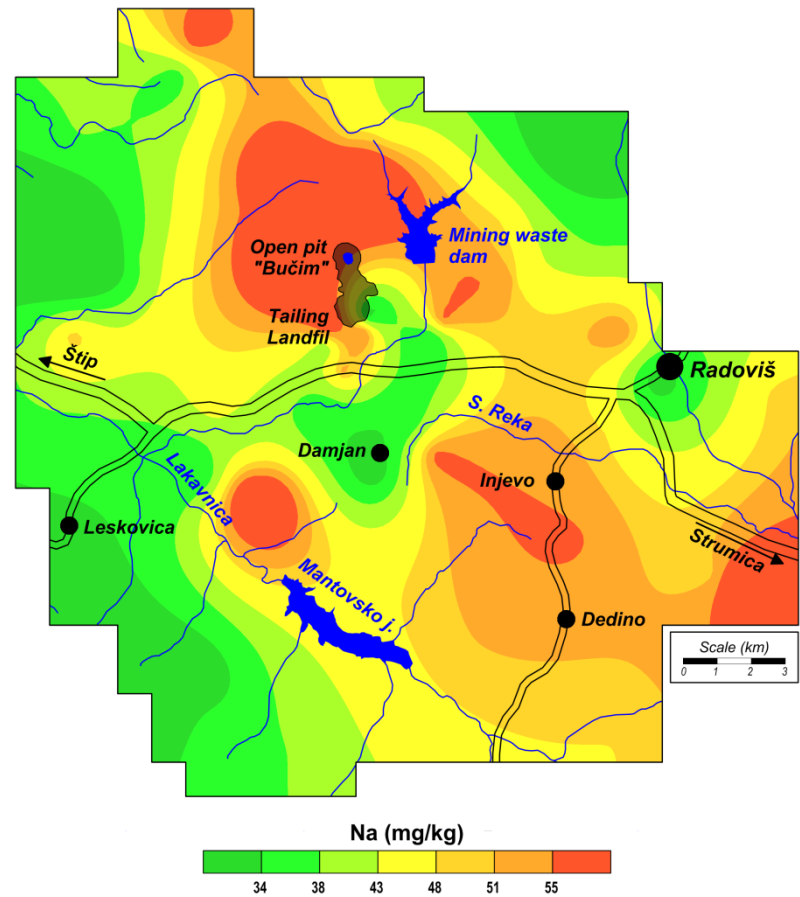 Open pit
"Bučim"
Mining waste
dam
Tailing
Landfil
Štip
Radoviš
S. Reka
Damjan
Lakavnica
Injevo
Leskovica
Strumica
Mantovsko j.
Dedino
Scale (km)
0 1 2 3
Na (mg/kg)
34 38 43 48 51 55